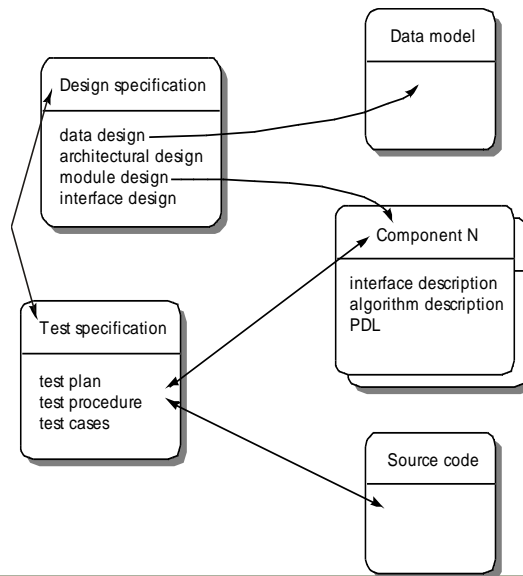 Data model
Design specification
data design
architectural design
module design
interface design
Component N
interface description
algorithm description
PDL
Test specification
test plan
test procedure
test cases
Source code